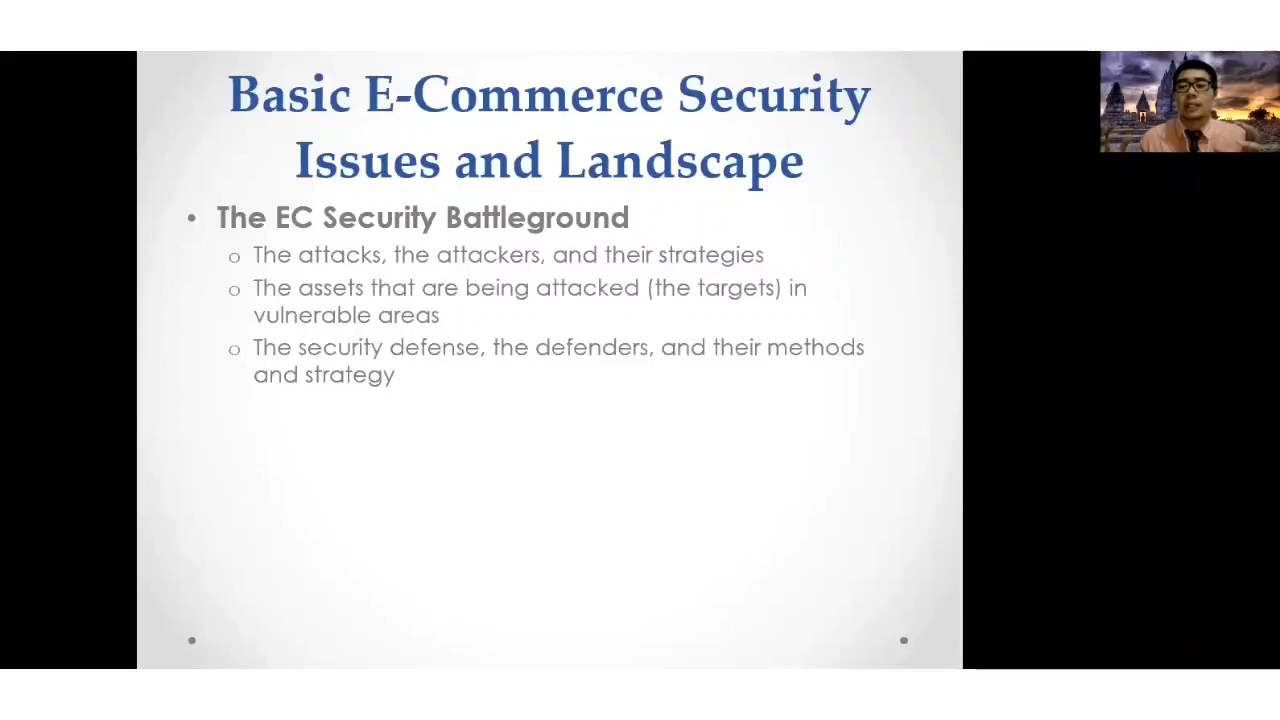 Basic E-Commerce Security
Issues and Landscape
• The EC Security Battleground
o The attacks, the attackers, and their strategies
o The assets that are being attacked (the targets) in
vulnerable areas
o The security defense, the defenders, and their methods
and strategy